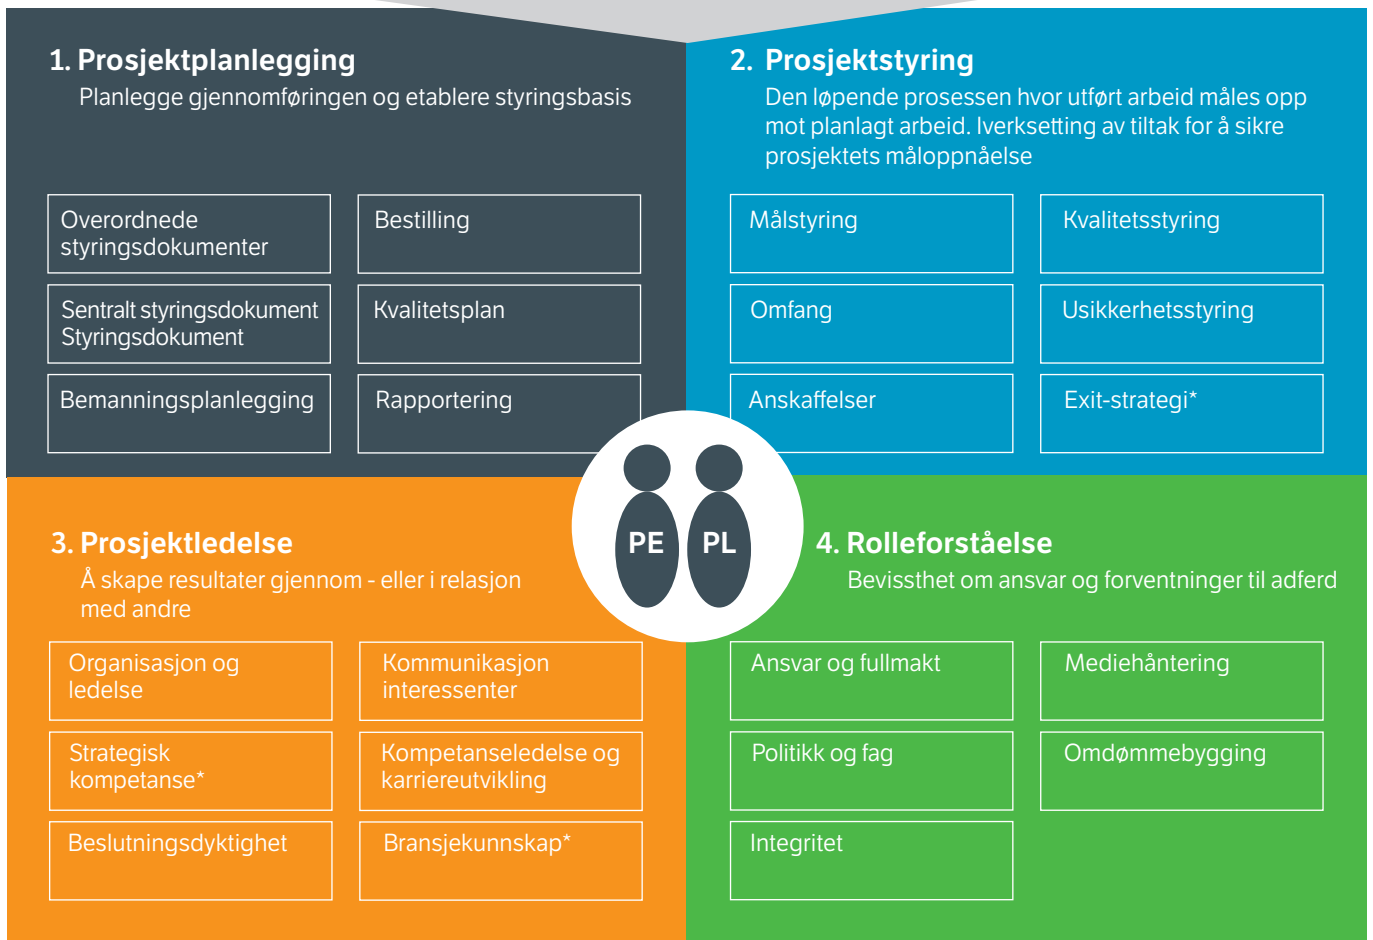 1. Prosjektplanlegging
Planlegge gjennomføringen og etablere styringsbasis
Overordnede
styringsdokumenter
Bestilling
Sentralt styringsdokument
Styringsdokument
Kvalitetsplan
Bemanningsplanlegging
Rapportering
2. Prosjektstyring
Den løpende prosessen hvor utført arbeid måles opp
mot planlagt arbeid. Iverksetting av tiltak for å sikre
prosjektets måloppnåelse
Målstyring
Kvalitetsstyring
Omfang
Usikkerhetsstyring
Anskaffelser
Exit-strategi*
PE
PL
3. Prosjektledelse
Å skape resultater gjennom - eller i relasjon
med andre
Organisasjon og
ledelse
Kommunikasjon
interessenter
Strategisk
kompetanse*
Kompetanseledelse og
karriereutvikling
Beslutningsdyktighet
Bransjekunnskap*
4. Rolleforståelse
Bevissthet om ansvar og forventninger til adferd
Ansvar og fullmakt
Mediehåntering
Politikk og fag
Omdømmebygging
Integritet